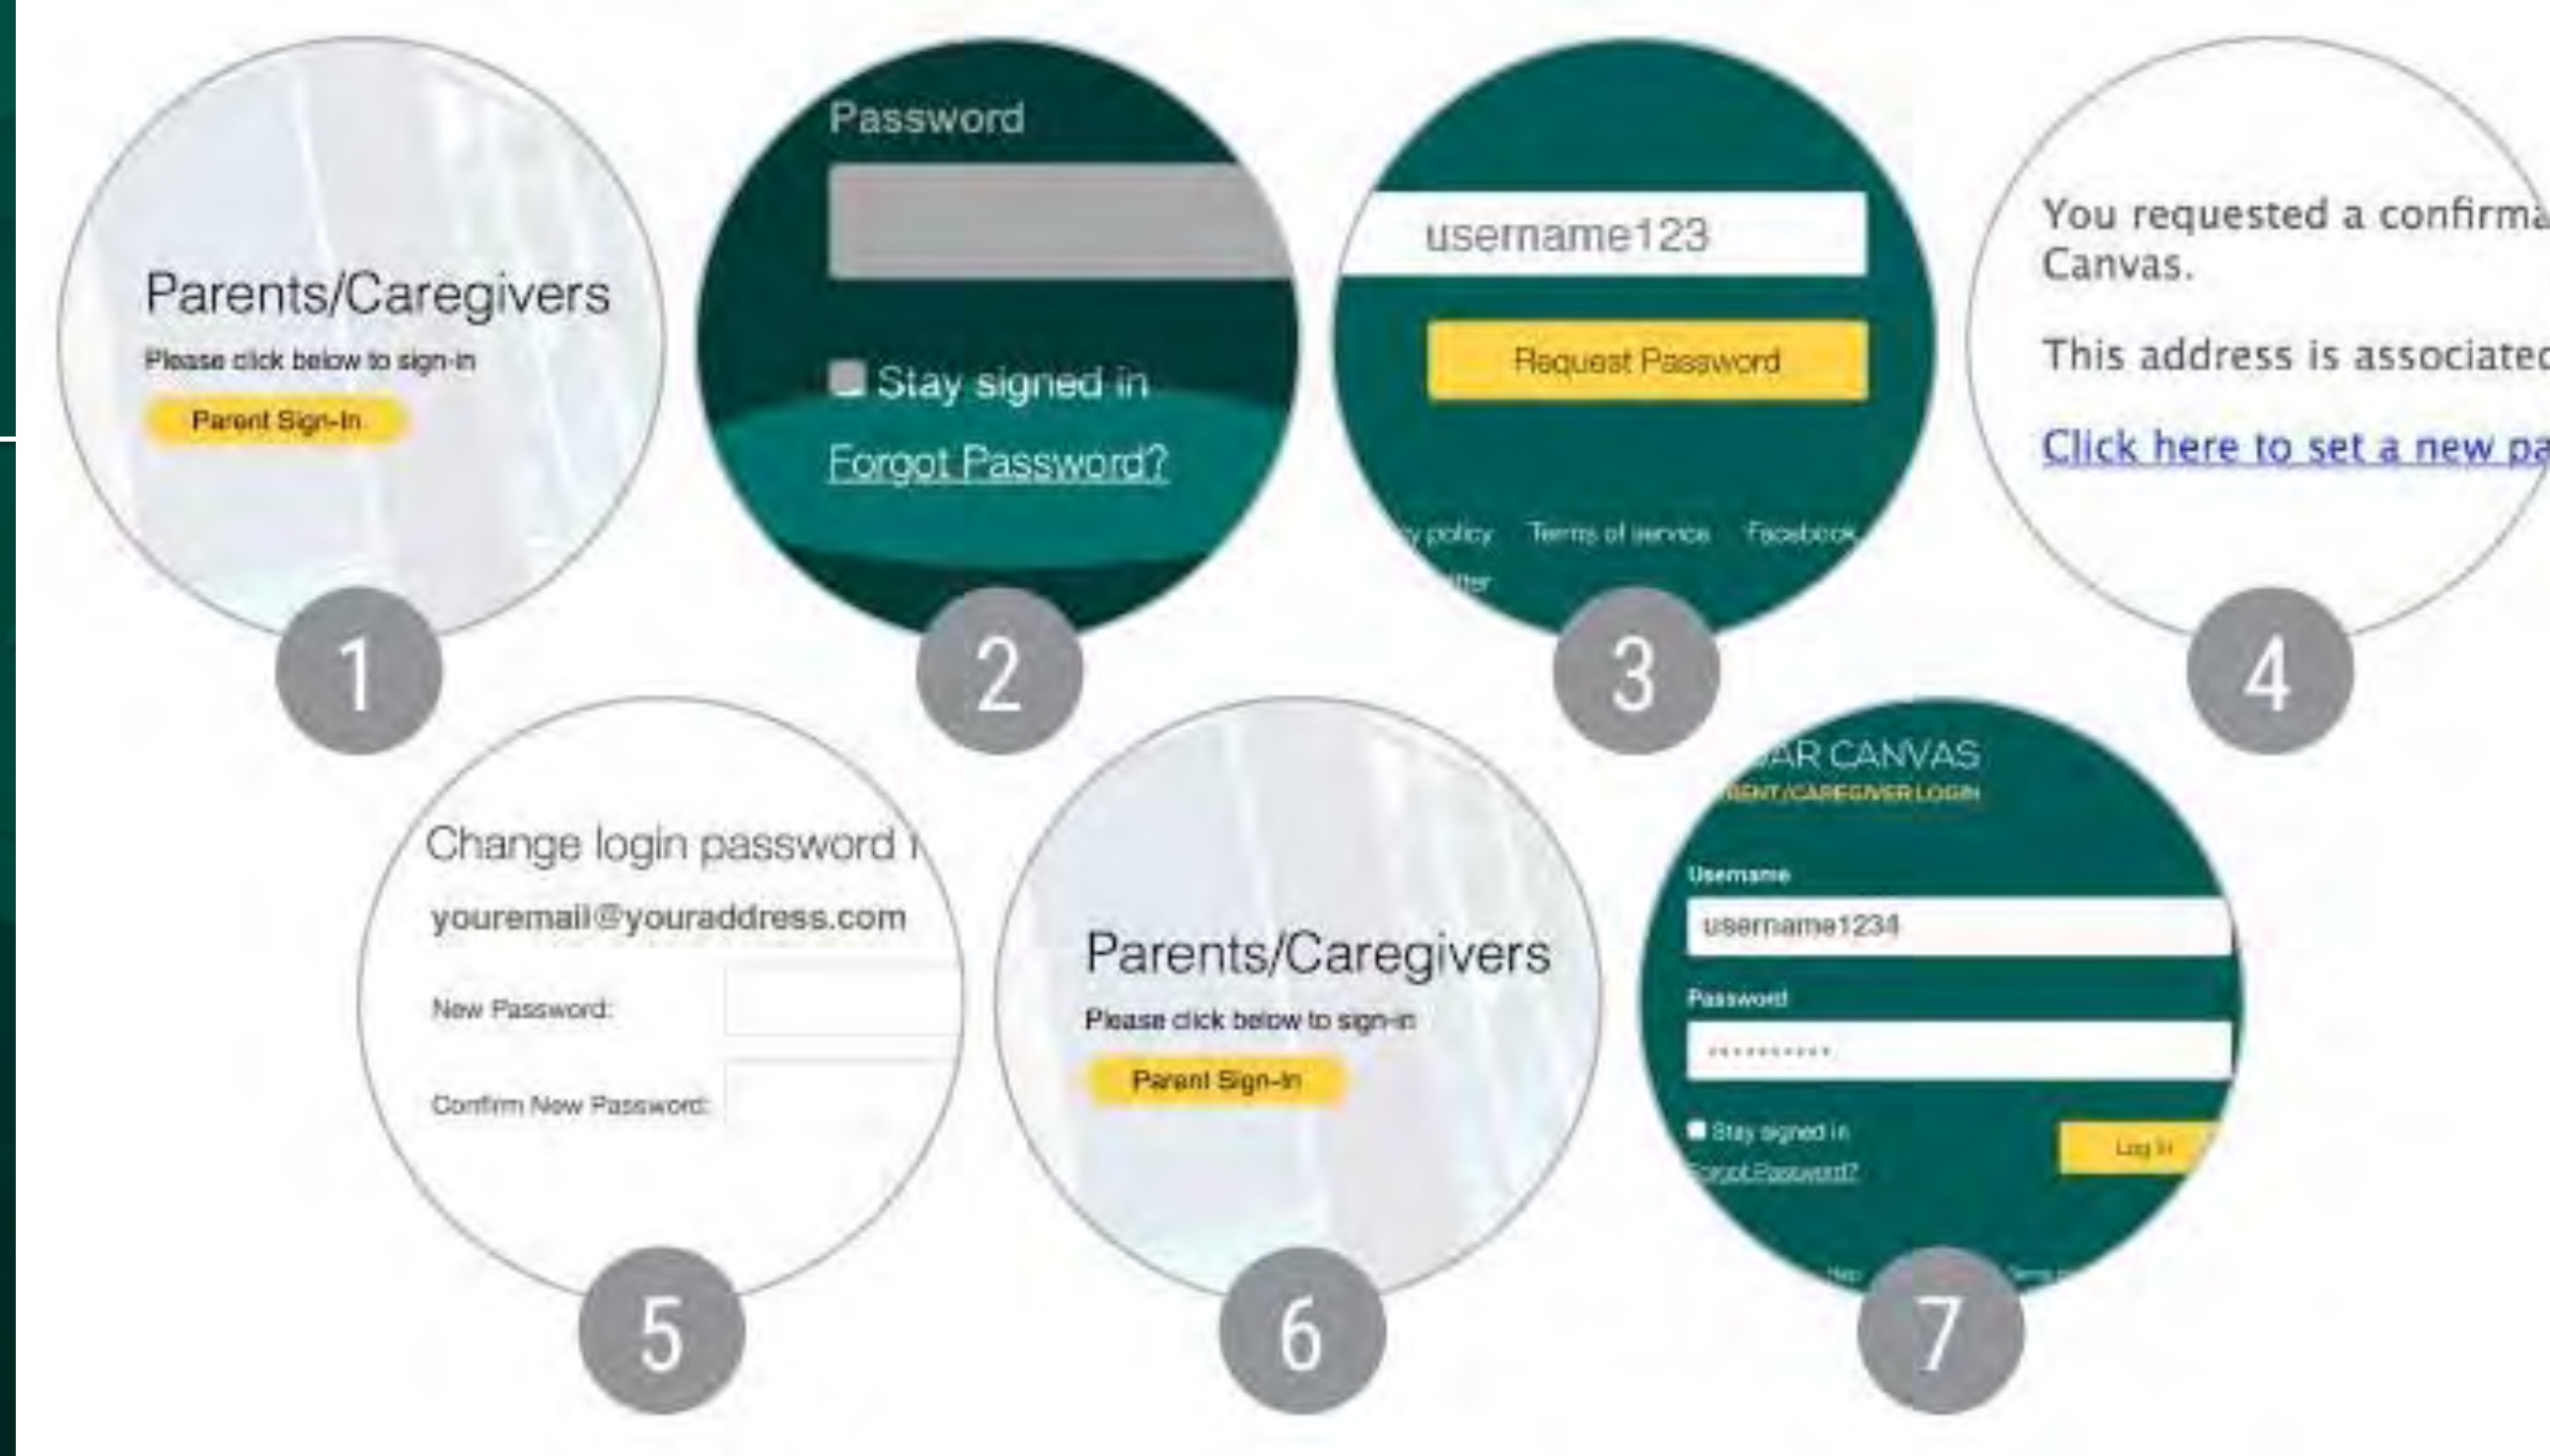 Parents/Caregivers
Please click below to sign-in
Parent Sign-In
1
Password
Stay signed in
Forgot Password?
2
username123
Request Password
policy Terms of service Facebook
3
You requested a
Canvas.
This address is associated
Click here to set a new
4
Change login password
youremail@youraddress.com
New Password:
Confirm New Password:
5
Parents/Caregivers
Please click below to sign-in
Parent Sign-In
6
CANVAS
/CAREGIVER LOGIN
Username
username1234
Password
Stay signed in
Log In
Forgot Password?
Help
7